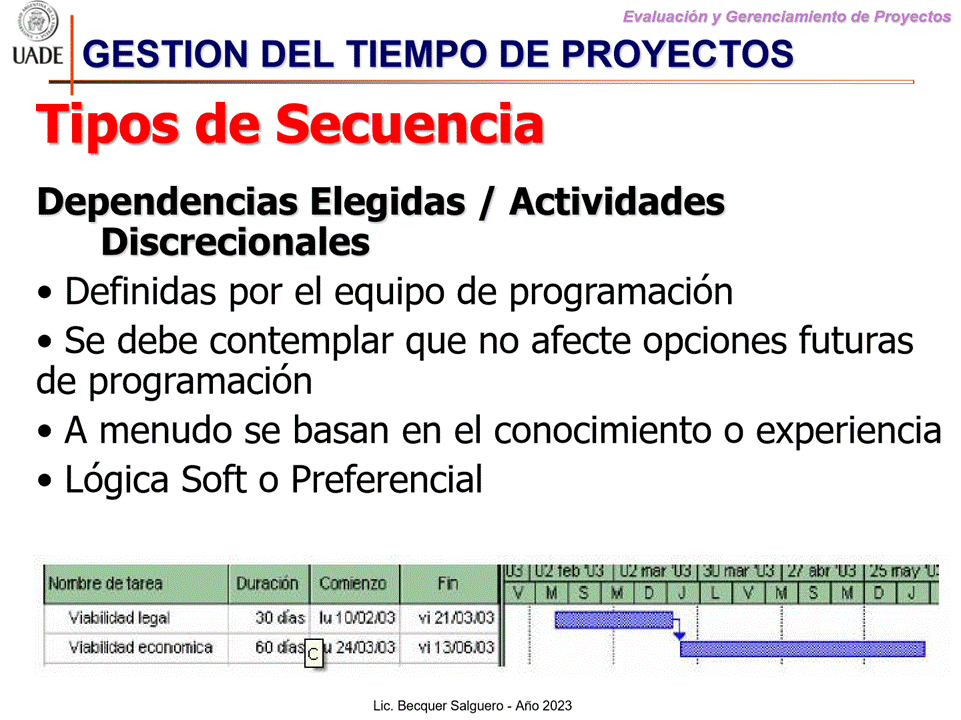 Evaluación y Gerenciamiento de Proyectos
UADE
GESTION DEL TIEMPO DE PROYECTOS
Tipos de Secuencia
Dependencias Elegidas / Actividades
Discrecionales
• Definidas por el equipo de programación
• Se debe contemplar que no afecte opciones futuras
de programación
• A menudo se basan en el conocimiento o experiencia
• Lógica Soft o Preferencial
Nombre de tarea Duración Comienzo Fin
'03 02 feb '03 02 mar '03 30 mar '03 27 abr '03 25 may '0
V M S M D J L V M S M D J
Viabilidad legal 30 días lu 10/02/03 vi 21/03/03
Viabilidad economica 60 días C u 24/03/03 vi 13/06/03
Lic. Becquer Salguero - Año 2023